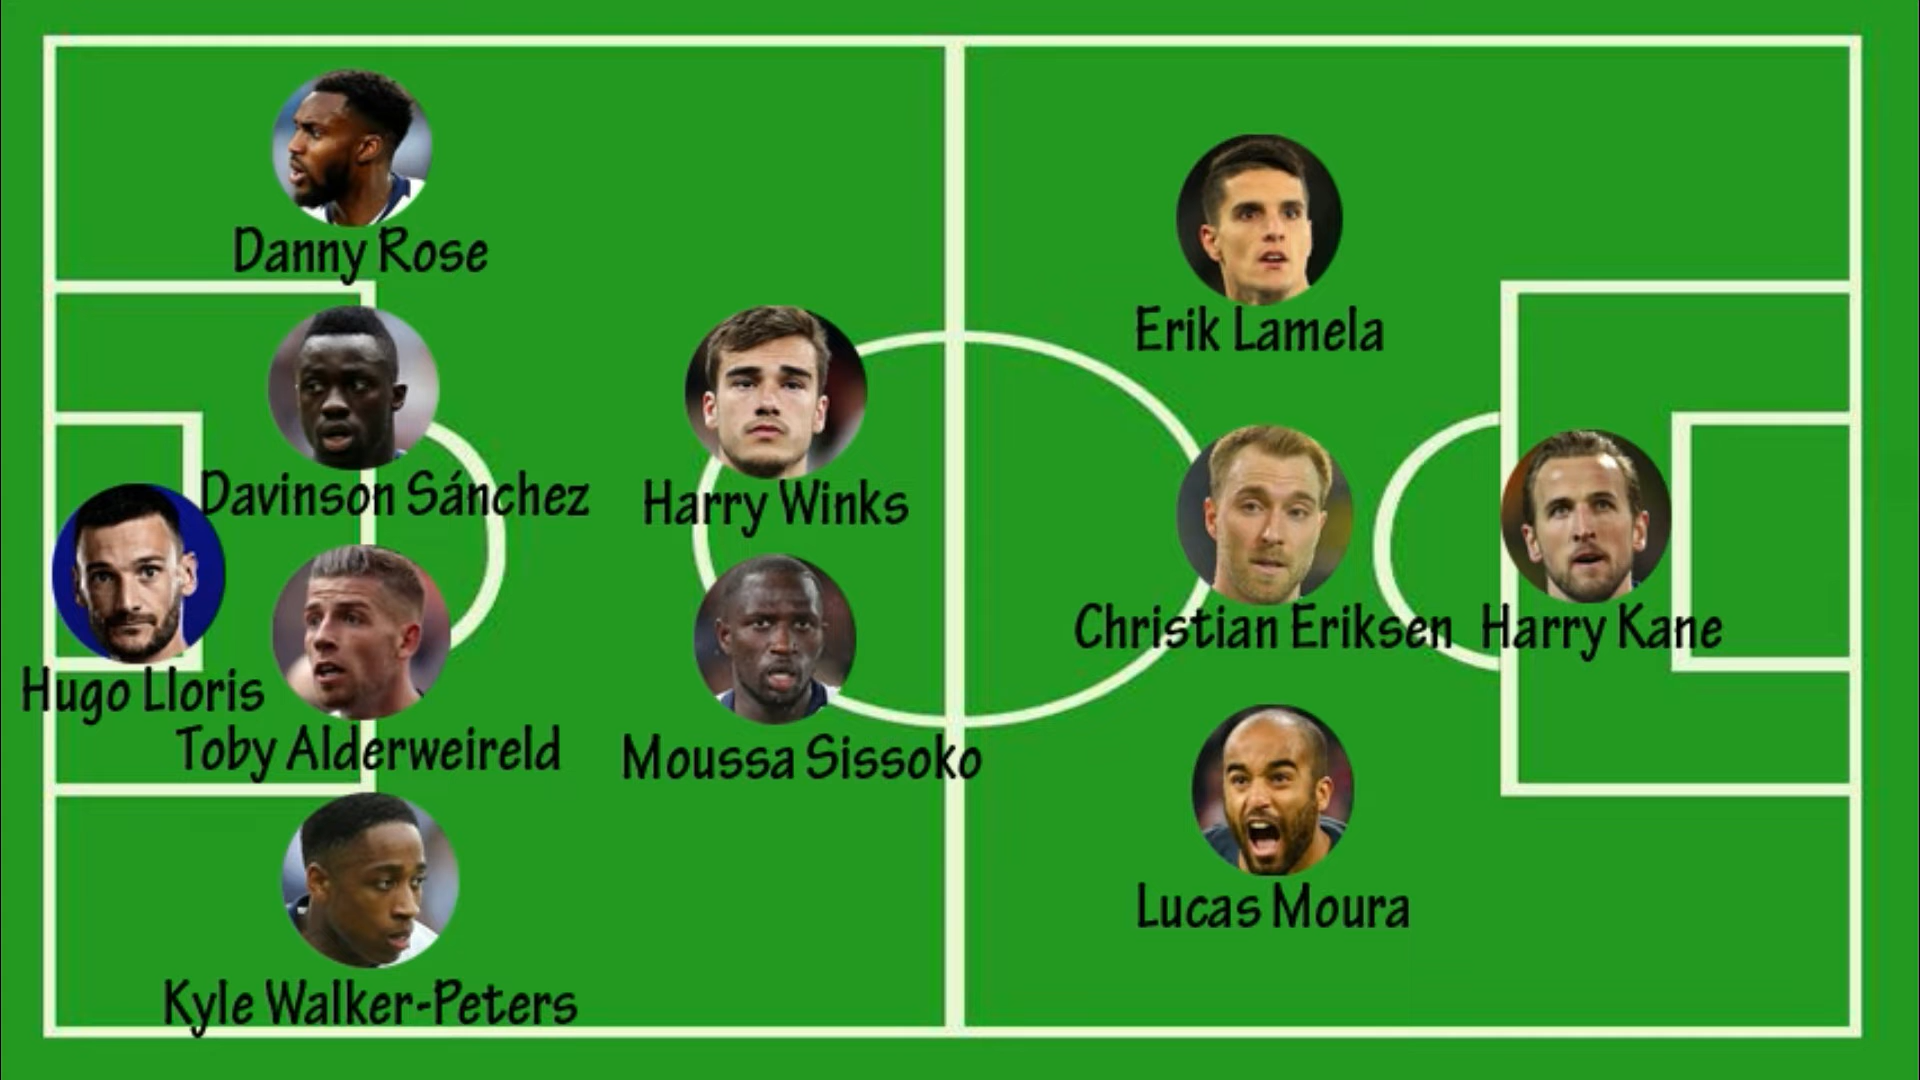 Danny Rose
Erik Lamela
Davinson Sánchez
Harry Winks
Christian Eriksen
Harry Kane
Hugo Lloris
Toby Alderweireld
Moussa Sissoko
Lucas Moura
Kyle Walker-Peters